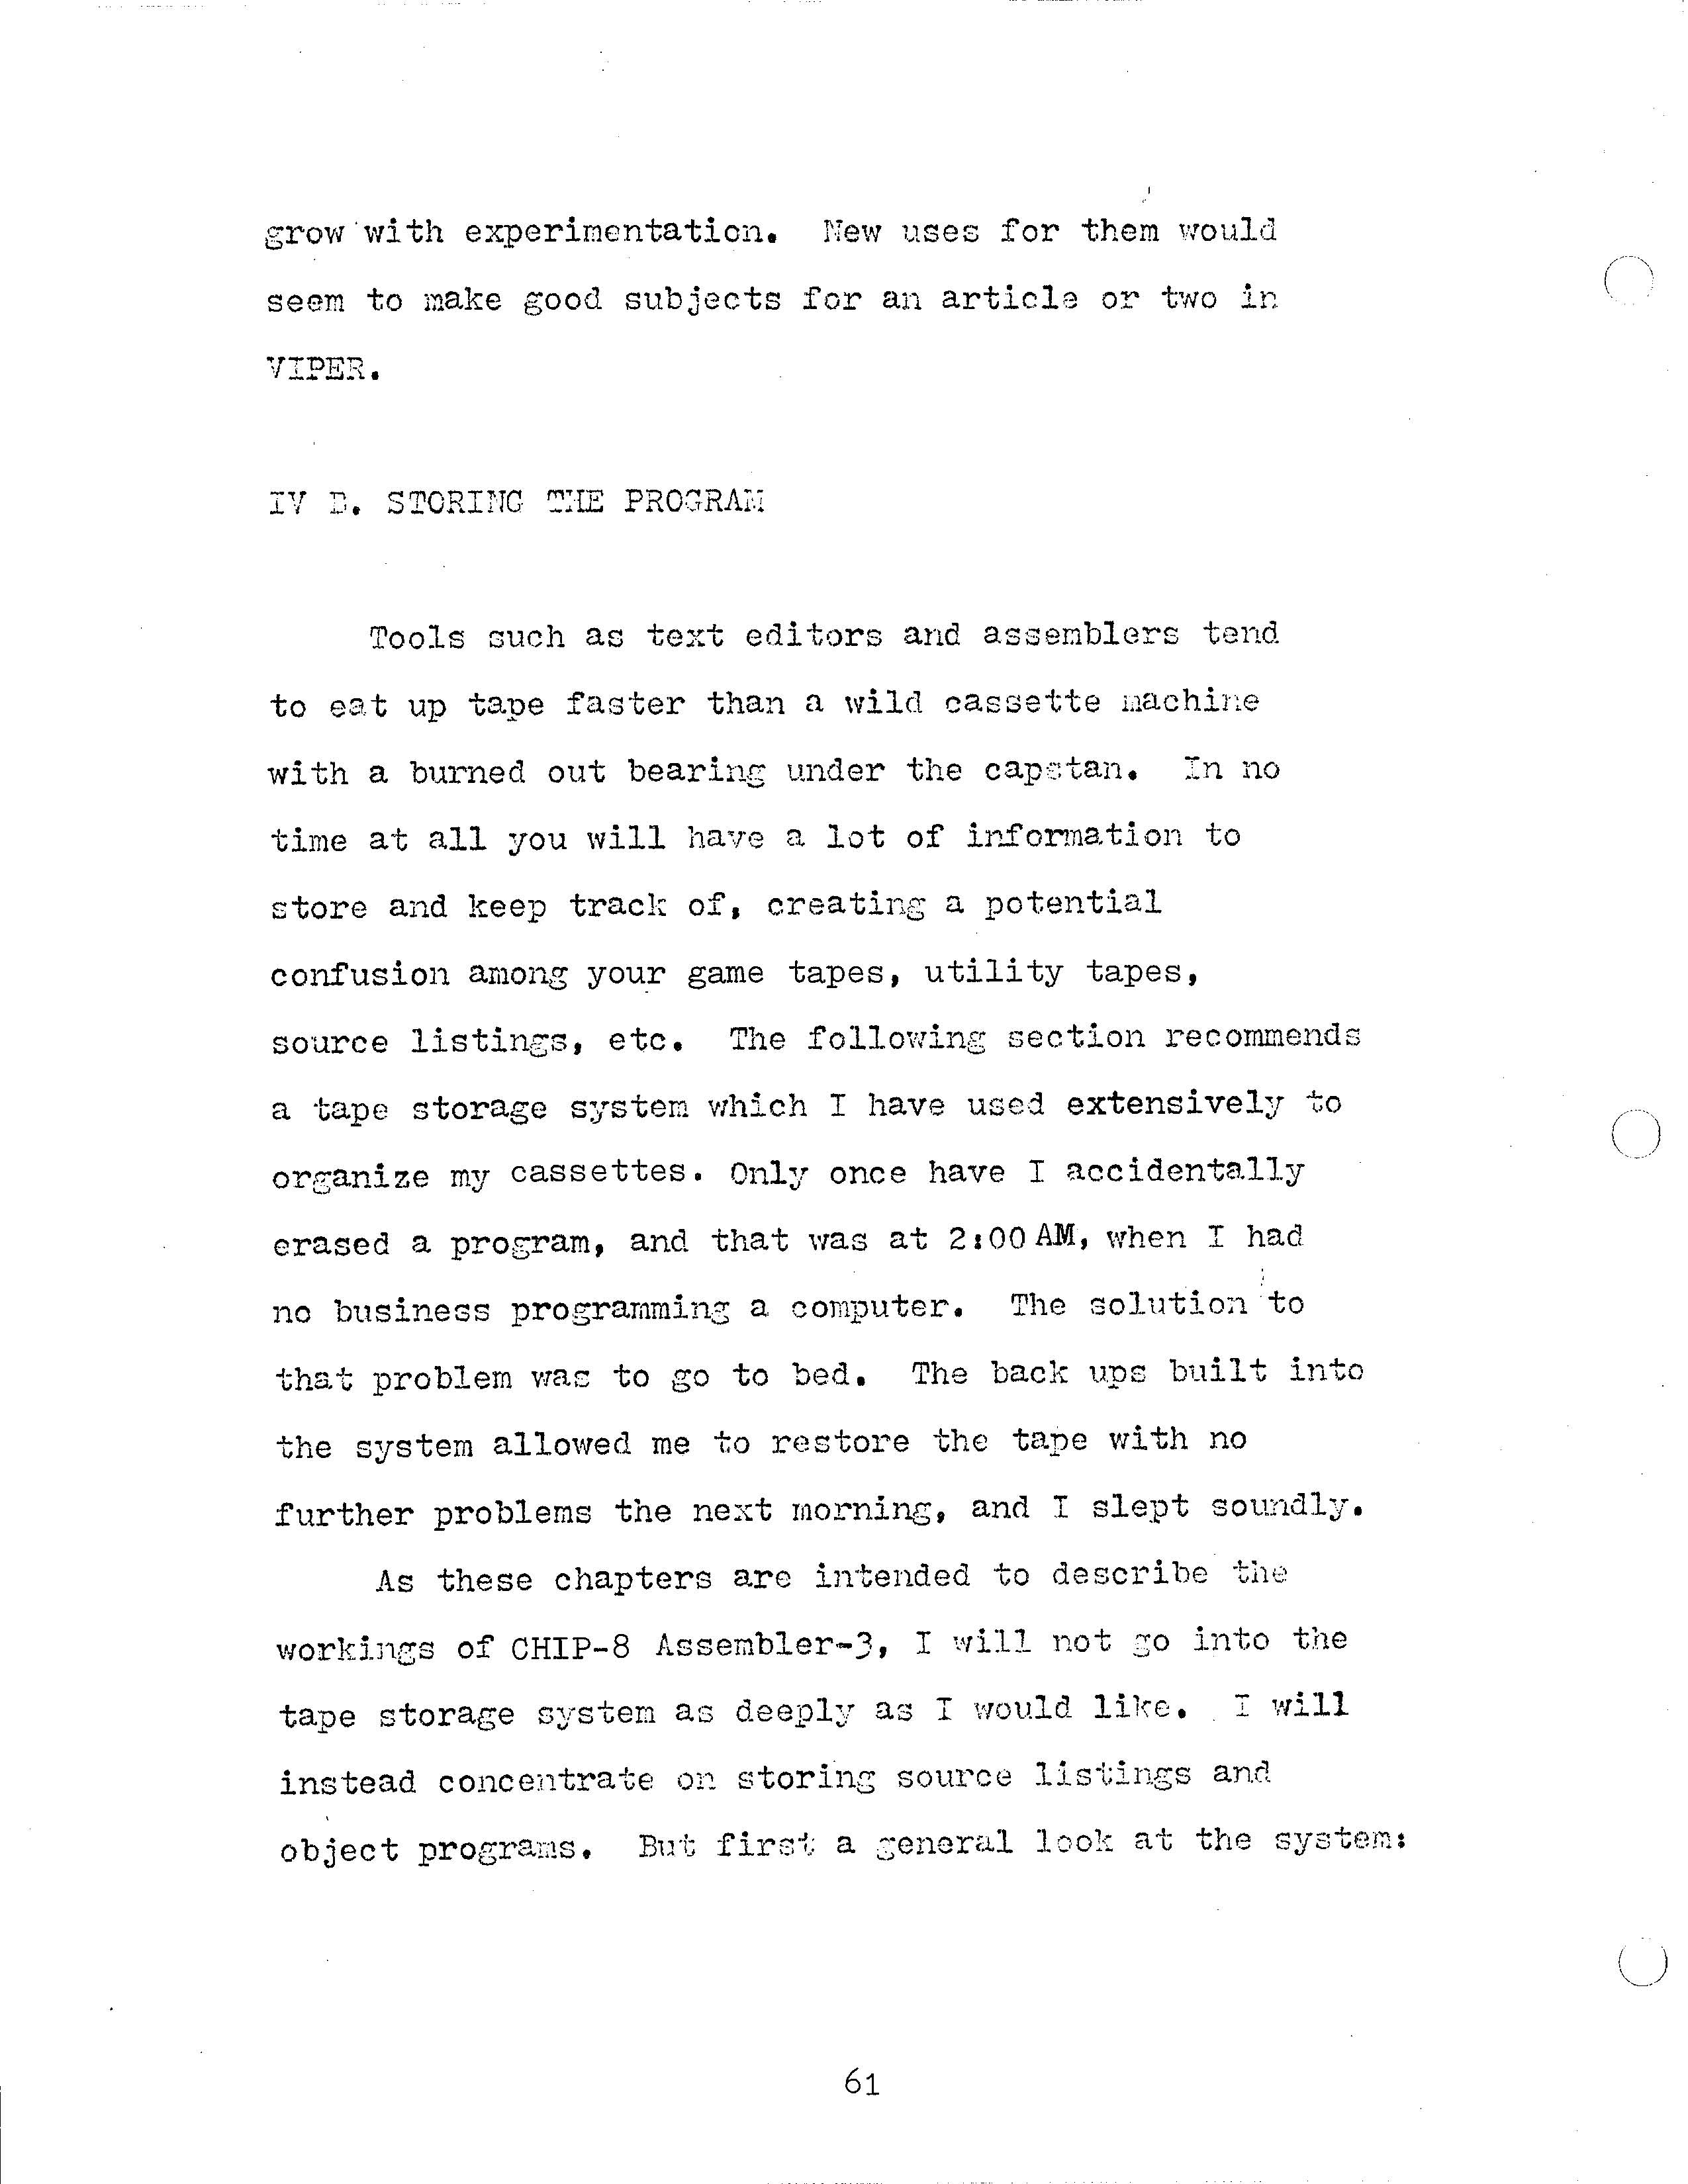 grow with experimentation. New uses for them would
seem to make good subjects for an article or two in
VIPER.
IV B. STORING THE PROGRAM
Tools such as text editors and assemblers tend
to eat up tape faster than a wild cassette machine
with a burned out bearing under the capstan. In no
time at all you will have a lot of information to
store and keep track of, creating a potential
confusion among your game tapes, utility tapes,
source listings, etc. The following section recommends
a tape storage system which I have used extensively to
organize my cassettes. Only once have I accidentally
erased a program, and that was at 2:00 AM, when I had
no business programming a computer. The solution to
that problem was to go to bed. The back ups built into
the system allowed me to restore the tape with no
further problems the next morning, and I slept soundly.
As these chapters are intended to describe the
workings of CHIP-8 Assembler-3, I will not go into the
tape storage system as deeply as I would like. I will
instead concentrate on storing source listings and
object programs. But first a general look at the system:
61